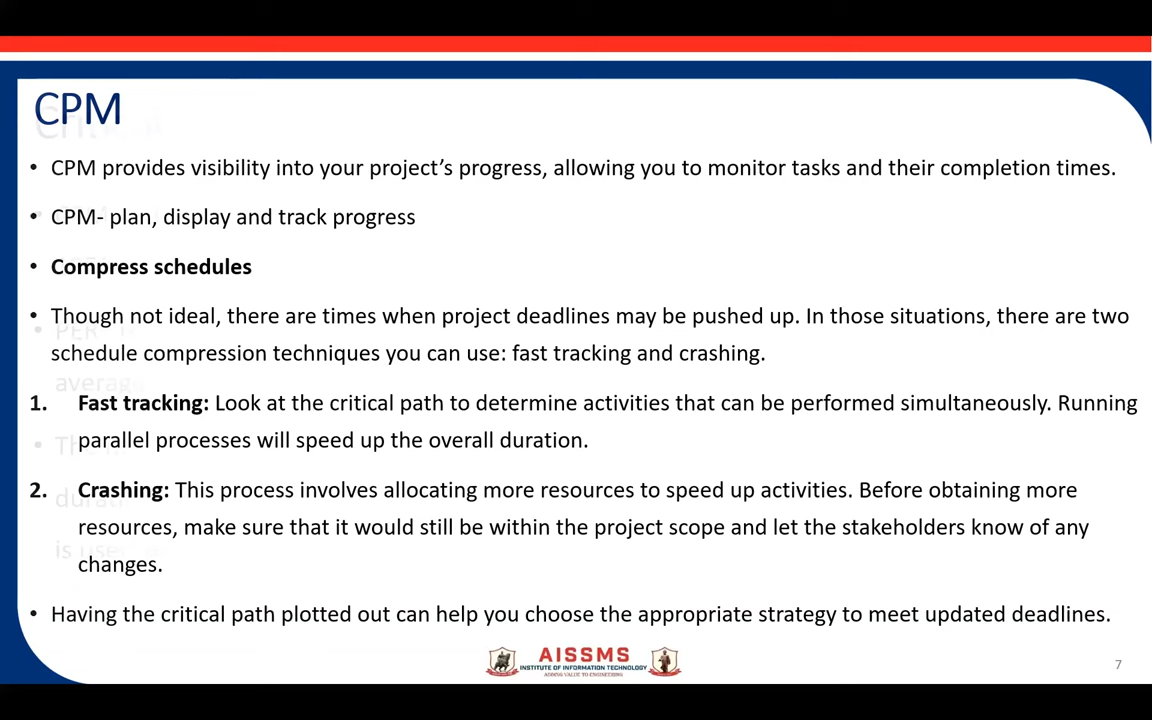 CPM
• CPM provides visibility into your project’s progress, allowing you to monitor tasks and their completion times.
• CPM- plan, display and track progress
• Compress schedules
• Though not ideal, there are times when project deadlines may be pushed up. In those situations, there are two
schedule compression techniques you can use: fast tracking and crashing.
1. Fast tracking: Look at the critical path to determine activities that can be performed simultaneously. Running
parallel processes will speed up the overall duration.
2. Crashing: This process involves allocating more resources to speed up activities. Before obtaining more
resources, make sure that it would still be within the project scope and let the stakeholders know of any
changes.
• Having the critical path plotted out can help you choose the appropriate strategy to meet updated deadlines.
AISSMS
INSTITUTE OF INFORMATION TECHNOLOGY
ADDING VALUE TO ENGINEERING
7